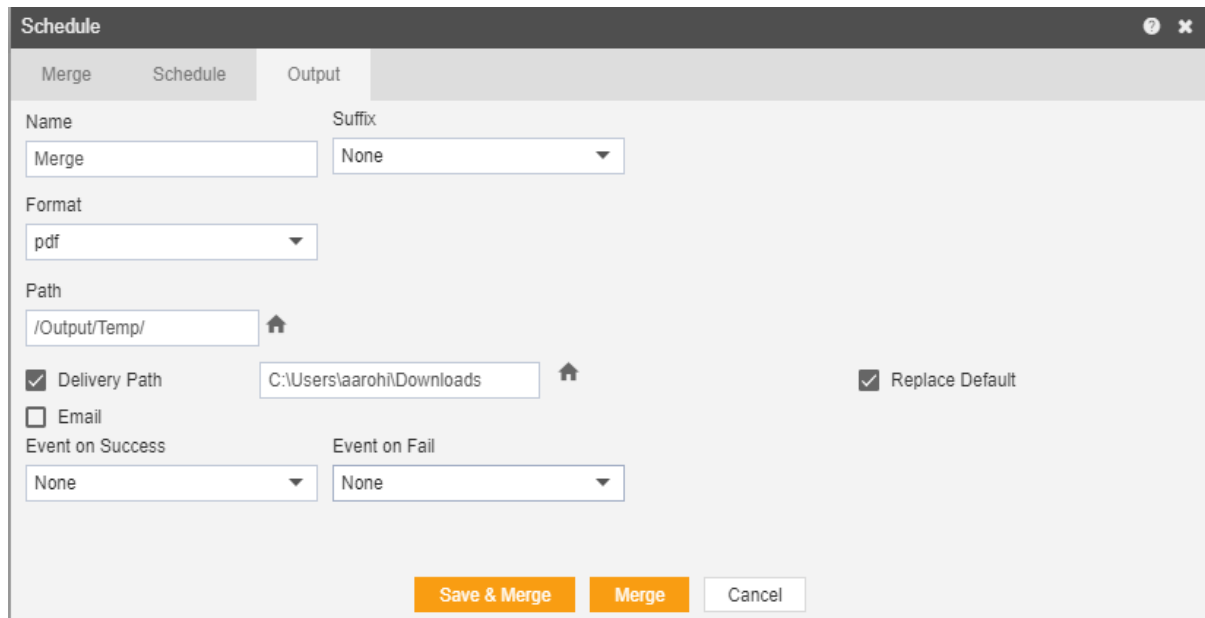 Schedule
Merge Schedule Output
Name Suffix
Merge None
Format
pdf
Path
/Output/Temp/
Delivery Path C:\Users\aarohi\Downloads Replace Default
Email
Event on Success Event on Fail
None None
Save & Merge Merge Cancel